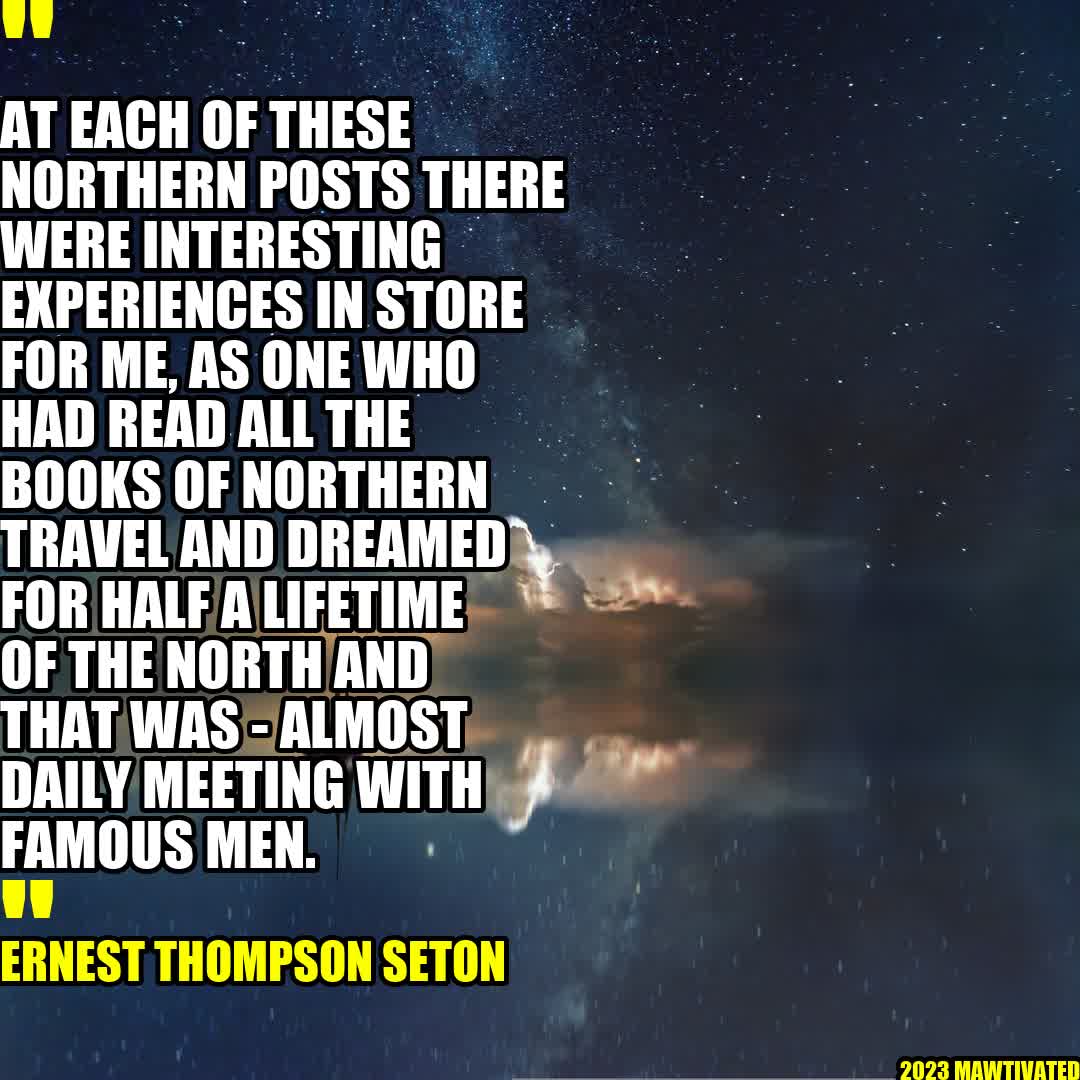 "
AT EACH OF THESE
NORTHERN POSTS THERE
WERE INTERESTING
EXPERIENCES IN STORE
FOR ME, AS ONE WHO
HAD READ ALL THE
BOOKS OF NORTHERN
TRAVEL AND DREAMED
FOR HALF A LIFETIME
OF THE NORTH AND
THAT WAS - ALMOST
DAILY MEETING WITH
FAMOUS MEN.
"
ERNEST THOMPSON SETON
2023 MAWTIVATED